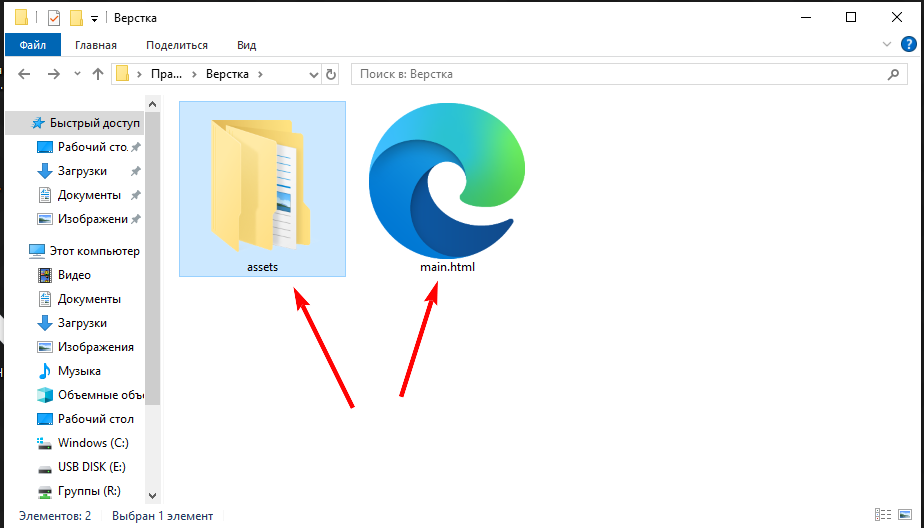 Верстка
Файл Главная Поделиться Вид
Пра... Верстка Поиск в: Верстка
Быстрый доступ
Рабочий сто.
Загрузки
Документы
Изображени
Этот компьютер
Видео
Документы
Загрузки
Изображения
Музыка
Объемные объ
Рабочий стол
Windows (C:)
USB DISK (E:)
Группы (R:)
assets
main.html
Элементов: 2 Выбран 1 элемент